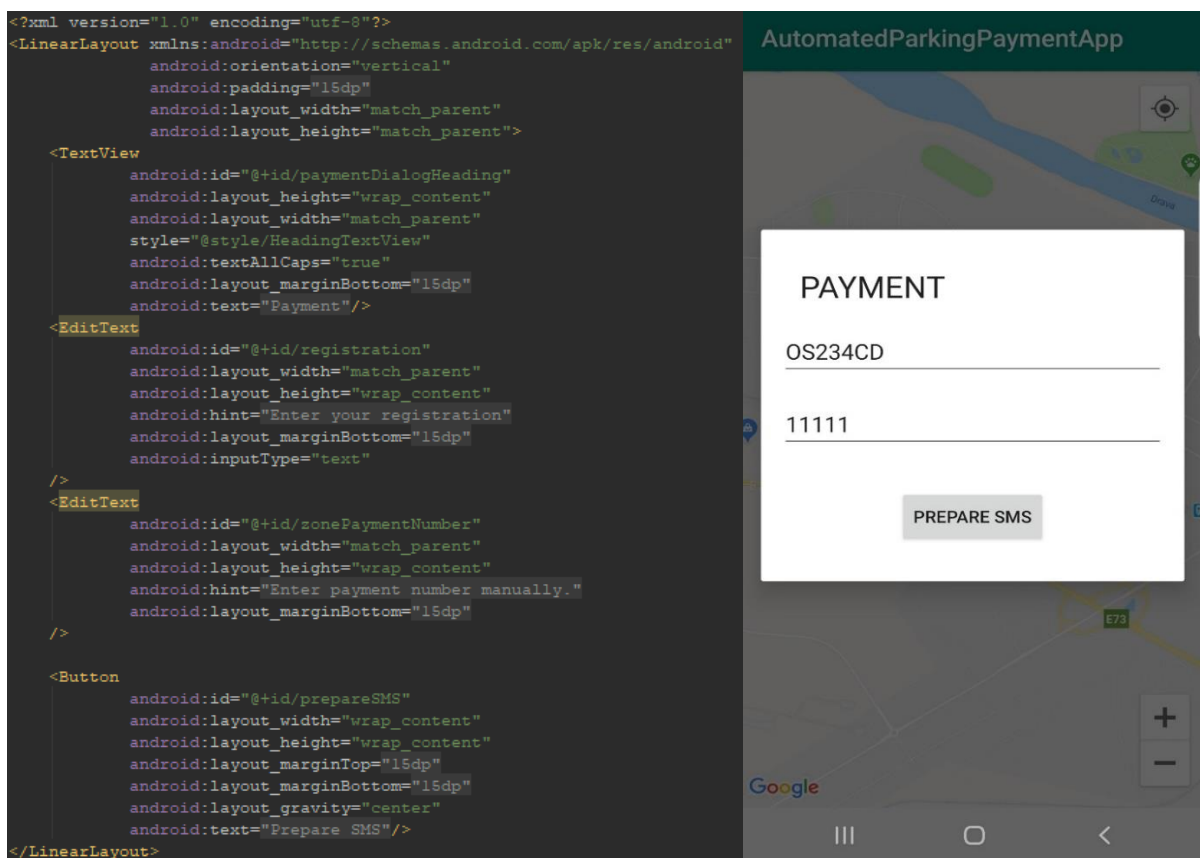 <?xml version="1.0" encoding="utf-8"?>
<LinearLayout xmlns:android="http://schemas.android.com/apk/res/android"
android:orientation="vertical"
android:padding="15dp"
android:layout_width="match_parent"
android:layout_height="match_parent">
<TextView
android:id="@+id/paymentDialogHeading"
android:layout_height="wrap_content"
android:layout_width="match_parent"
style="@style/HeadingTextView"
android:textAllCaps="true"
android:layout_marginBottom="15dp"
android:text="Payment"/>
<EditText
android:id="@+id/registration"
android:layout_width="match_parent"
android:layout_height="wrap_content"
android:hint="Enter your registration"
android:layout_marginBottom="15dp"
android:inputType="text"
/>
<EditText
android:id="@+id/zonePaymentNumber"
android:layout_width="match_parent"
android:layout_height="wrap_content"
android:hint="Enter payment number manually."
android:layout_marginBottom="15dp"
/>
<Button
android:id="@+id/prepareSMS"
android:layout_width="wrap_content"
android:layout_height="wrap_content"
android:layout_marginTop="15dp"
android:layout_marginBottom="15dp"
android:layout_gravity="center"
android:text="Prepare SMS"/>
</LinearLayout>
AutomatedParkingPaymentApp
Drava
PAYMENT
OS234CD
11111
PREPARE SMS
E73
Google